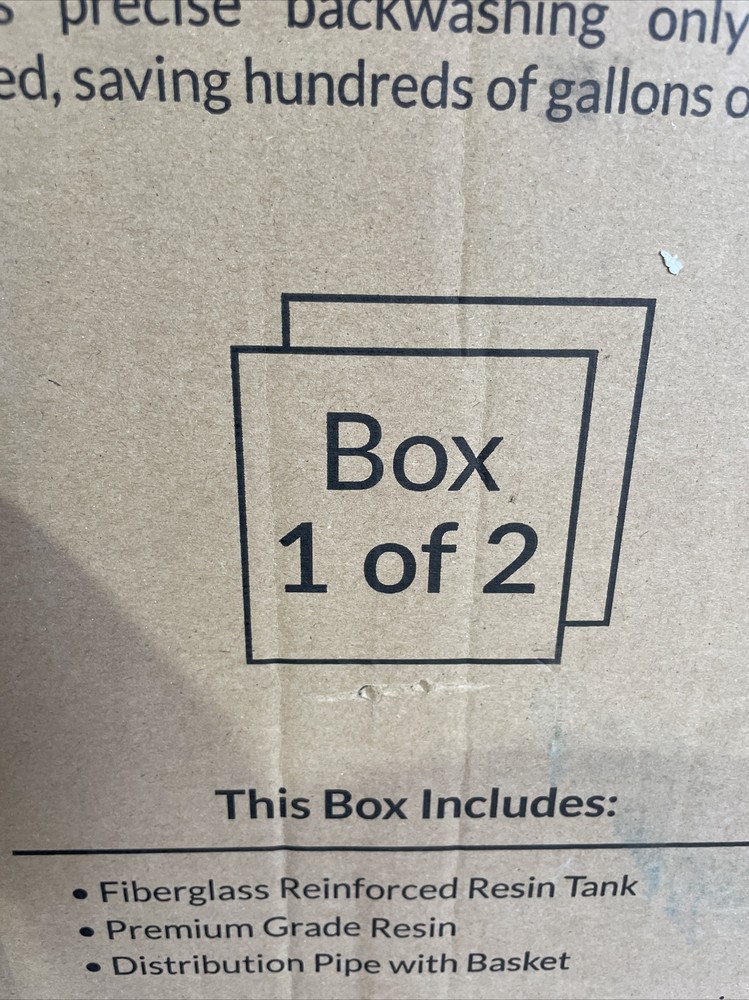 precise backwashing only
ed, saving hundreds of gallons o
Box
1 of 2
This Box Includes:
• Fiberglass Reinforced Resin Tank
• Premium Grade Resin
• Distribution Pipe with Basket